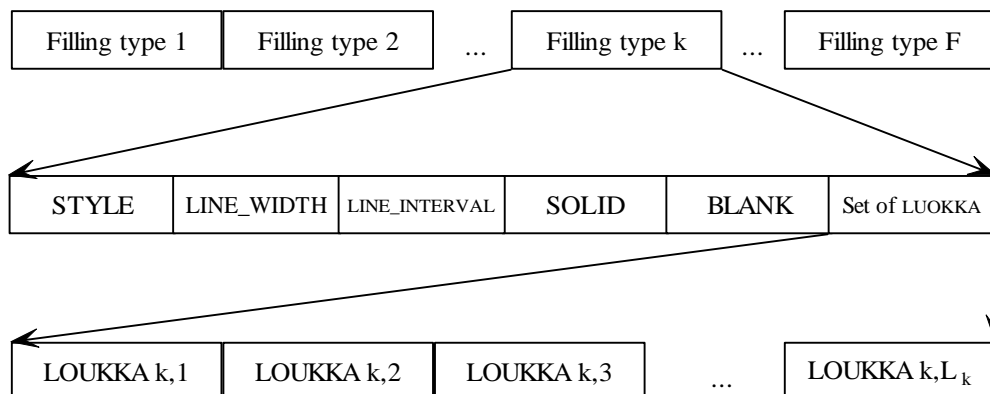 Filling type 1 Filling type 2 ... Filling type k ... Filling type F
STYLE LINE_WIDTH LINE_INTERVAL SOLID BLANK Set of LUOKKA
LOUKKA k,1 LOUKKA k,2 LOUKKA k,3 ... LOUKKA k,L k